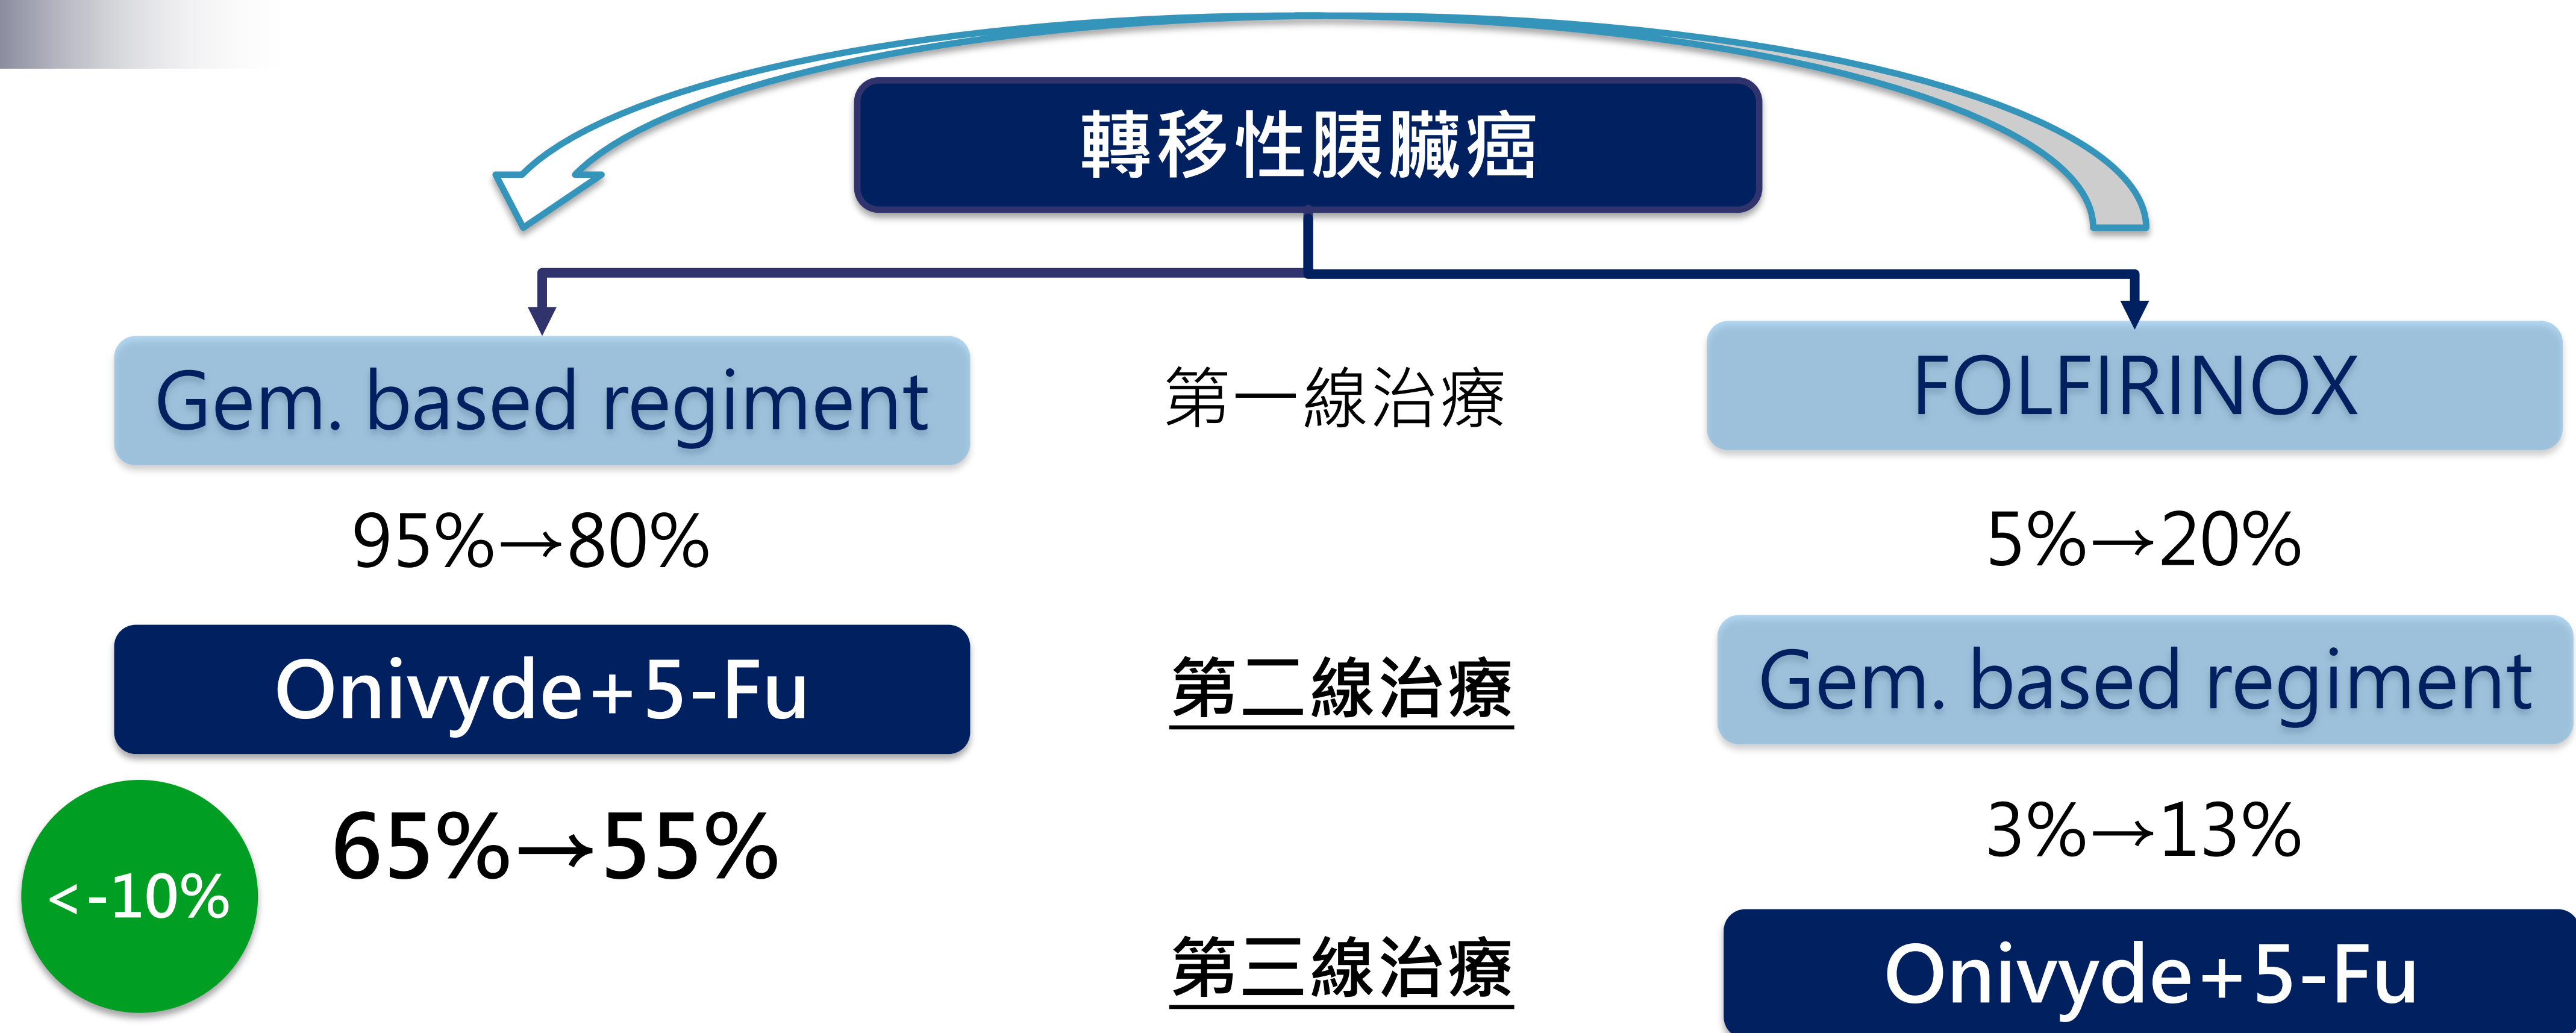 轉移性胰臟癌
Gem. based regiment
第一線治療
FOLFIRINOX
95%→80%
5%→20%
Onivyde+5-Fu
第二線治療
Gem. based regiment
65%→55%
3%→13%
<-10%
第三線治療
Onivyde+5-Fu